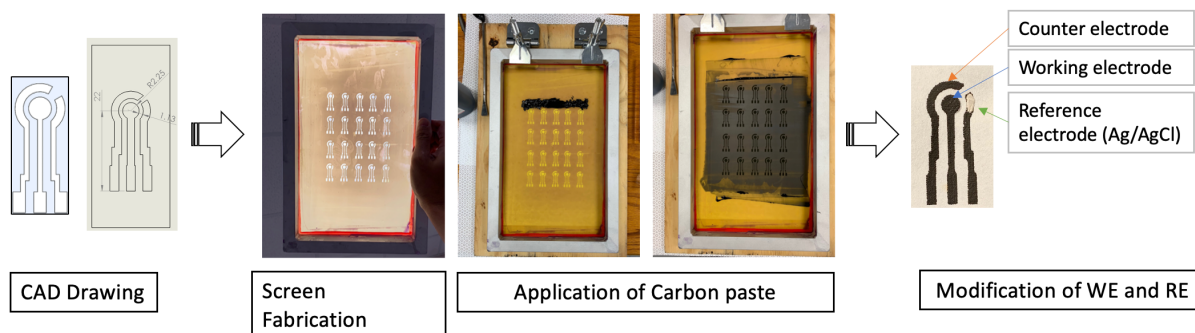 Counter electrode
Working electrode
Reference
electrode (Ag/AgCl)
R2.25
22
1.13
CAD Drawing
Screen
Fabrication
Application of Carbon paste
Modification of WE and RE